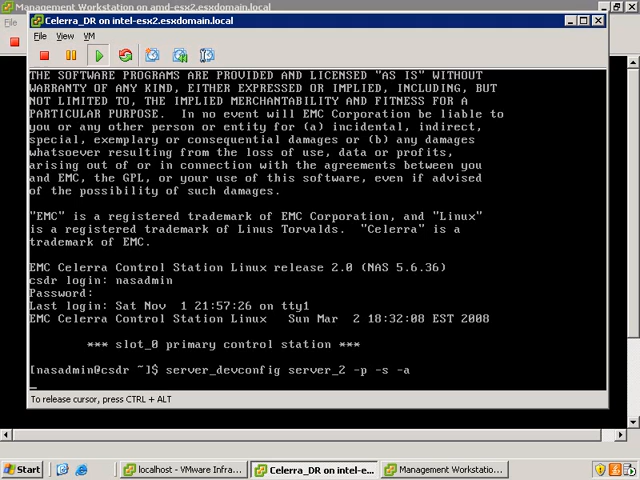 Management Workstation on amd-esx2.esxdomain.local
Celerra_DR on intel-esx2.esxdomain.local
File
File View VM
THE SOFTWARE PROGRAMS ARE PROVIDED AND LICENSED "AS IS" WITHOUT
WARRANTY OF ANY KIND, EITHER EXPRESSED OR IMPLIED, INCLUDING, BUT
NOT LIMITED TO, THE IMPLIED MERCHANTABILITY AND FITNESS FOR A
PARTICULAR PURPOSE.  In no event will EMC Corporation be liable to
you or any other person or entity for (a) incidental, indirect,
special, exemplary or consequential damages or (b) any damages
whatsoever resulting from the loss of use, data or profits,
arising out of or in connection with the agreements between you
and EMC, the GPL, or your use of this software, even if advised
of the possibility of such damages.
"EMC" is a registered trademark of EMC Corporation, and "Linux"
is a registered trademark of Linus Torvalds.  "Celerra" is a
trademark of EMC.
EMC Celerra Control Station Linux release 2.0 (NAS 5.6.36)
csdr login: nasadmin
Password:
Last login: Sat Nov  1 21:57:26 on tty1
EMC Celerra Control Station Linux   Sun Mar  2 18:32:08 EST 2008
*** slot_0 primary control station ***
[nasadmin@csdr ~]$ server_devconfig server_2 -p -s -a
To release cursor, press CTRL + ALT
Start
localhost - VMware Infra...
Celerra_DR on intel-e...
Management Workstatio...